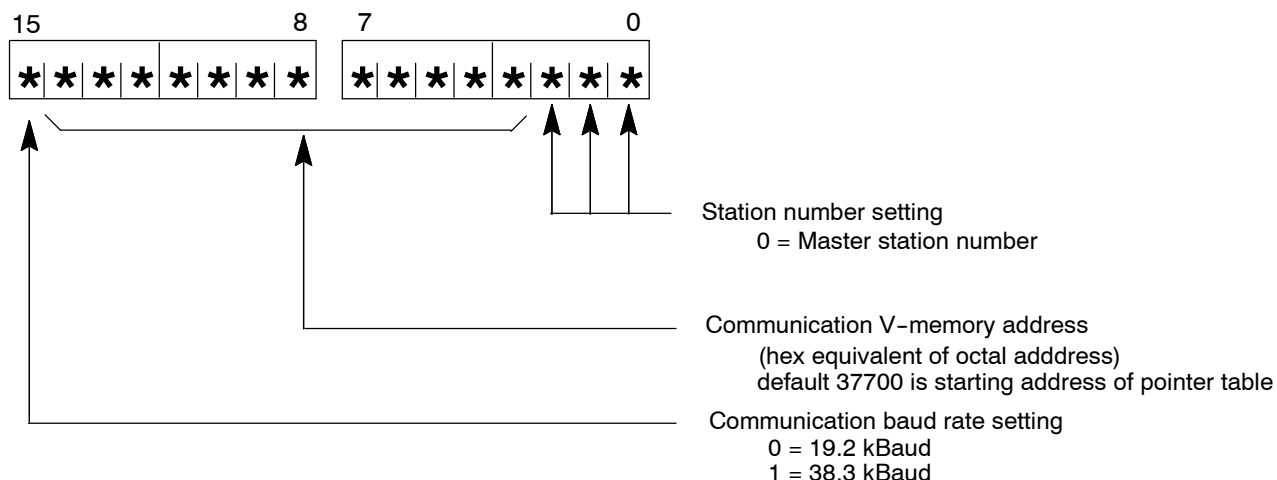 15 8 7 0
* * * * * * * * * * * * * * * *
Station number setting
0 = Master station number
Communication V-memory address
(hex equivalent of octal adddress)
default 37700 is starting address of pointer table
Communication baud rate setting
0 = 19.2 kBaud
1 = 38.3 kBaud